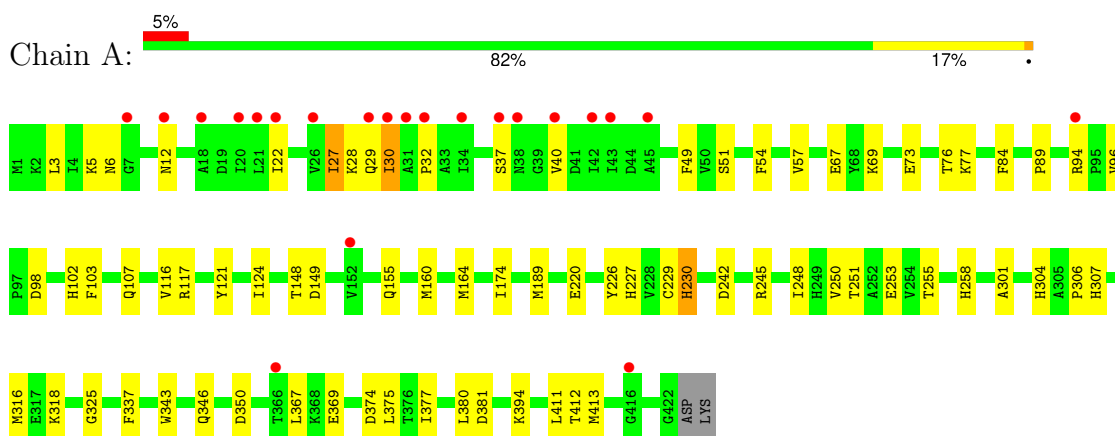 5%
Chain A:
82% 17% •
M1 K2 L3 I4 K5 N6 G7 N12 A18 D19 I20 L21 I22 V26 I27 K28 Q29 I30 A31 P32 A33 I34 S37 N38 G39 V40 D41 I42 I43 D44 A45 F49 V50 S51 F54 V57 E67 Y68 K69 E73 T76 K77 F84 P89 R94 P95 V96
P97 D98 H102 F103 Q107 V116 R117 Y121 I124 T148 D149 V152 Q155 M160 M164 I174 M189 E220 Y226 H227 V228 C229 H230 D242 R245 I248 H249 V250 T251 A252 E253 V254 T255 H258 A301 H304 A305 P306 H307
M316 E317 K318 G325 F337 W343 Q346 D350 T366 L367 K368 E369 D374 L375 T376 I377 L380 D381 K394 L411 T412 M413 G416 G422 ASP LYS